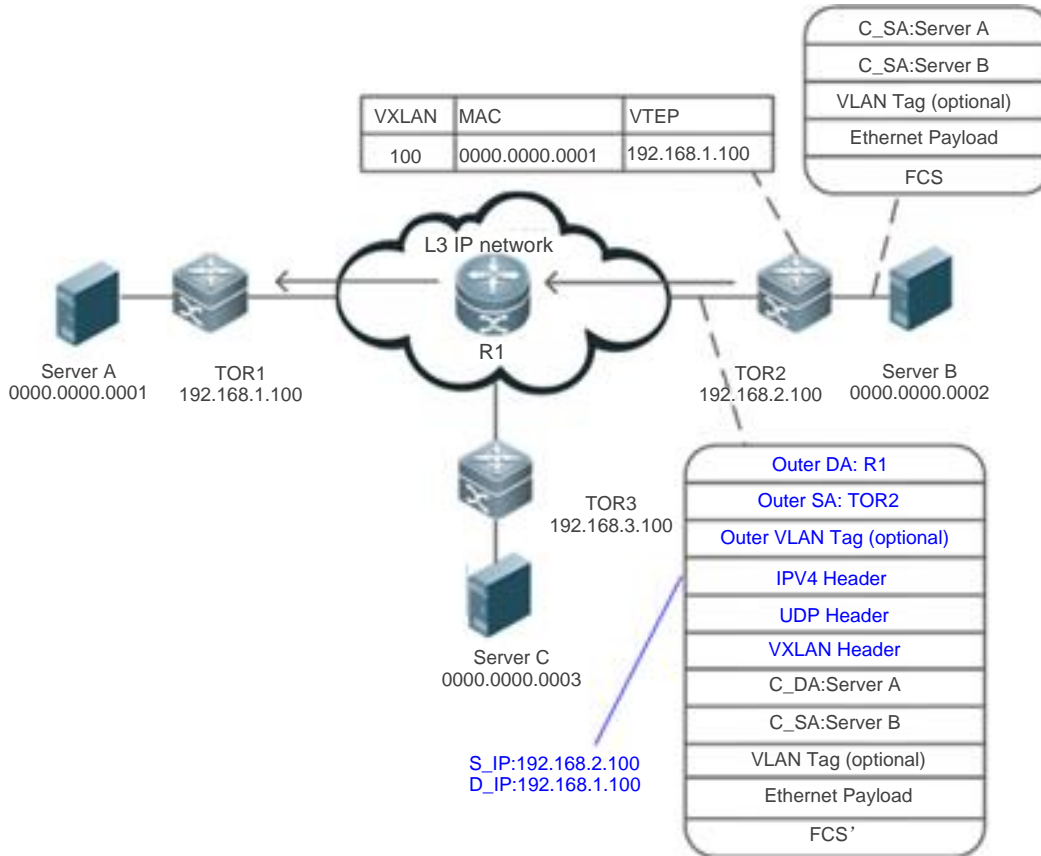 C_SA:Server A
C_SA:Server B
VLAN Tag (optional)
Ethernet Payload
FCS
VXLAN MAC VTEP
100 0000.0000.0001 192.168.1.100
L3 IP network
R1
Server A
0000.0000.0001
TOR1
192.168.1.100
TOR2
192.168.2.100
Server B
0000.0000.0002
TOR3
192.168.3.100
Server C
0000.0000.0003
Outer DA: R1
Outer SA: TOR2
Outer VLAN Tag (optional)
IPV4 Header
UDP Header
VXLAN Header
C_DA:Server A
C_SA:Server B
VLAN Tag (optional)
Ethernet Payload
FCS’
S_IP:192.168.2.100
D_IP:192.168.1.100